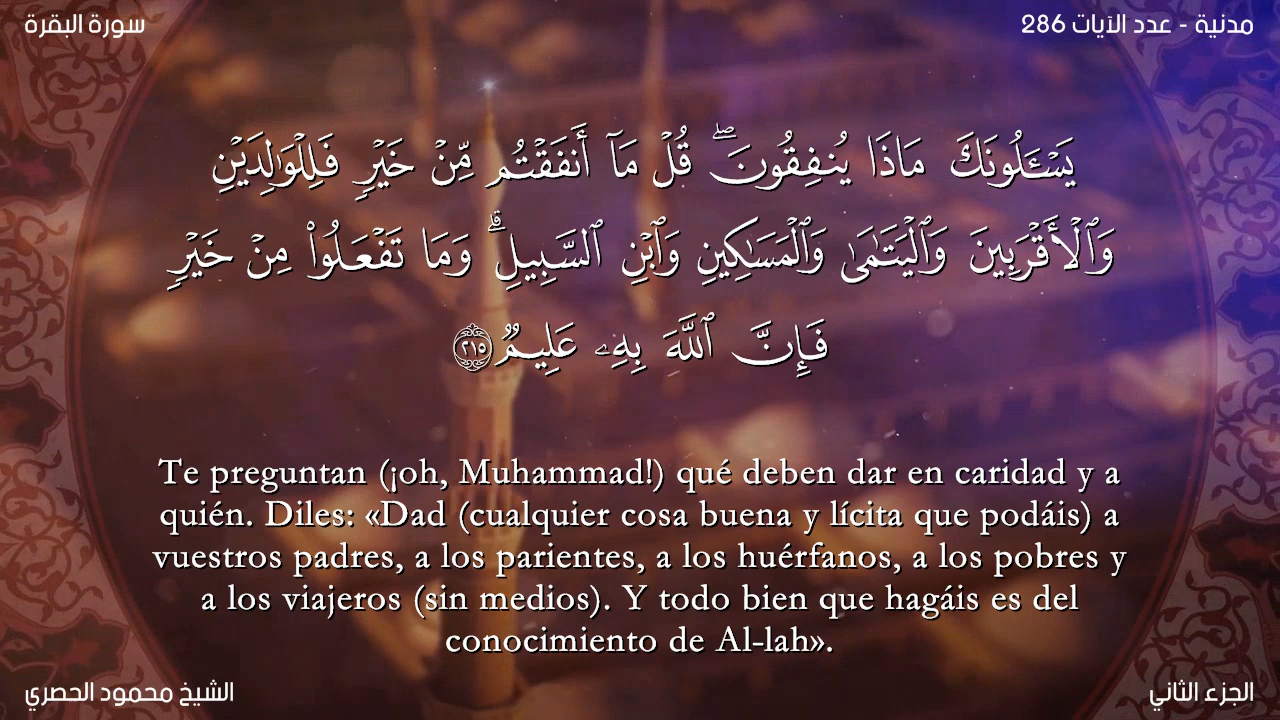 سورة البقرة
مدنية - عدد الآيات 286
يَسْـَٔلُونَكَ مَاذَا يُنفِقُونَ ۖ قُلْ مَآ أَنفَقْتُم مِّنْ خَيْرٍ فَلِلْوَٰلِدَيْنِ
وَٱلْأَقْرَبِينَ وَٱلْيَتَـٰمَىٰ وَٱلْمَسَـٰكِينِ وَٱبْنِ ٱلسَّبِيلِ ۗ وَمَا تَفْعَلُوا۟ مِنْ خَيْرٍ
فَإِنَّ ٱللَّهَ بِهِۦ عَلِيمٌ ٢١٥
Te preguntan (¡oh, Muhammad!) qué deben dar en caridad y a
quién. Diles: «Dad (cualquier cosa buena y lícita que podáis) a
vuestros padres, a los parientes, a los huérfanos, a los pobres y
a los viajeros (sin medios). Y todo bien que hagáis es del
conocimiento de Al-lah».
الشيخ محمود الحصري
الجزء الثاني